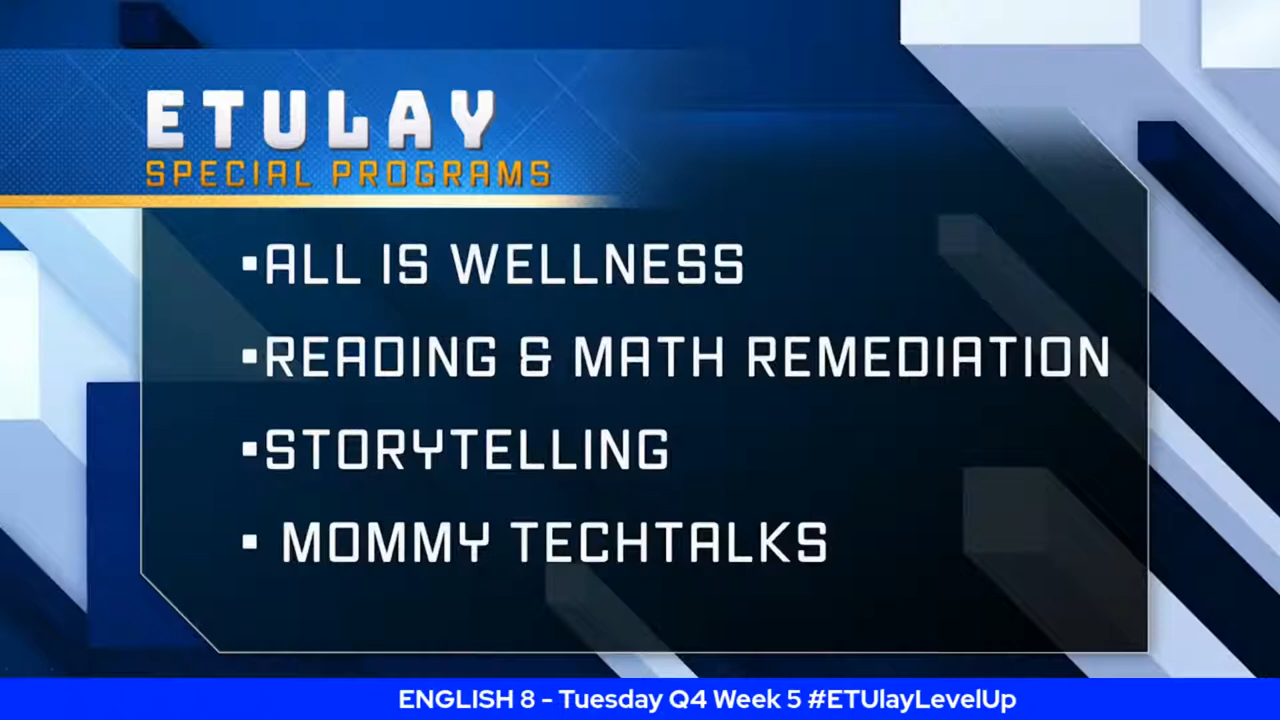 ETULAY
SPECIAL PROGRAMS
▪ALL IS WELLNESS
▪READING & MATH REMEDIATION
▪STORYTELLING
▪ MOMMY TECHTALKS
ENGLISH 8 - Tuesday Q4 Week 5 #ETUlayLevelUp